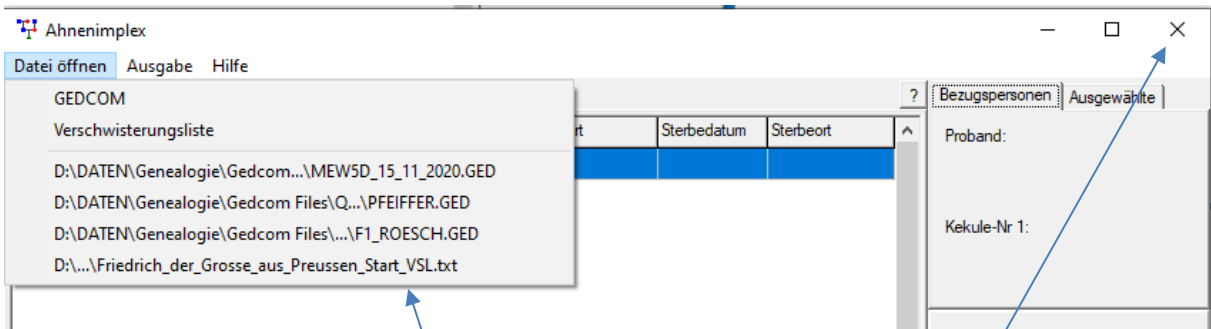 Ahnenimplex
Datei öffnen Ausgabe Hilfe
GEDCOM
Verschwisterungsliste
D:\DATEN\Genealogie\Gedcom...\MEW5D_15_11_2020.GED
D:\DATEN\Genealogie\Gedcom Files\Q...\PFEIFFER.GED
D:\DATEN\Genealogie\Gedcom Files\...\F1_ROESCH.GED
D:\...\Friedrich_der_Grosse_aus_Preussen_Start_VSL.txt
rt Sterbedatum Sterbeort
? Bezugspersonen Ausgewählte
Proband:
Kekule-Nr 1: